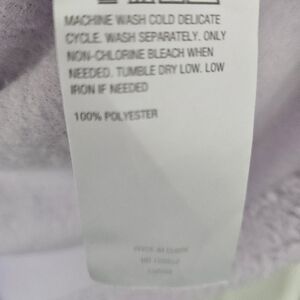 MACHINE WASH COLD DELICATE
CYCLE. WASH SEPARATELY. ONLY
NON-CHLORINE BLEACH WHEN
NEEDED. TUMBLE DRY LOW. LOW
IRON IF NEEDED
100% POLYESTER